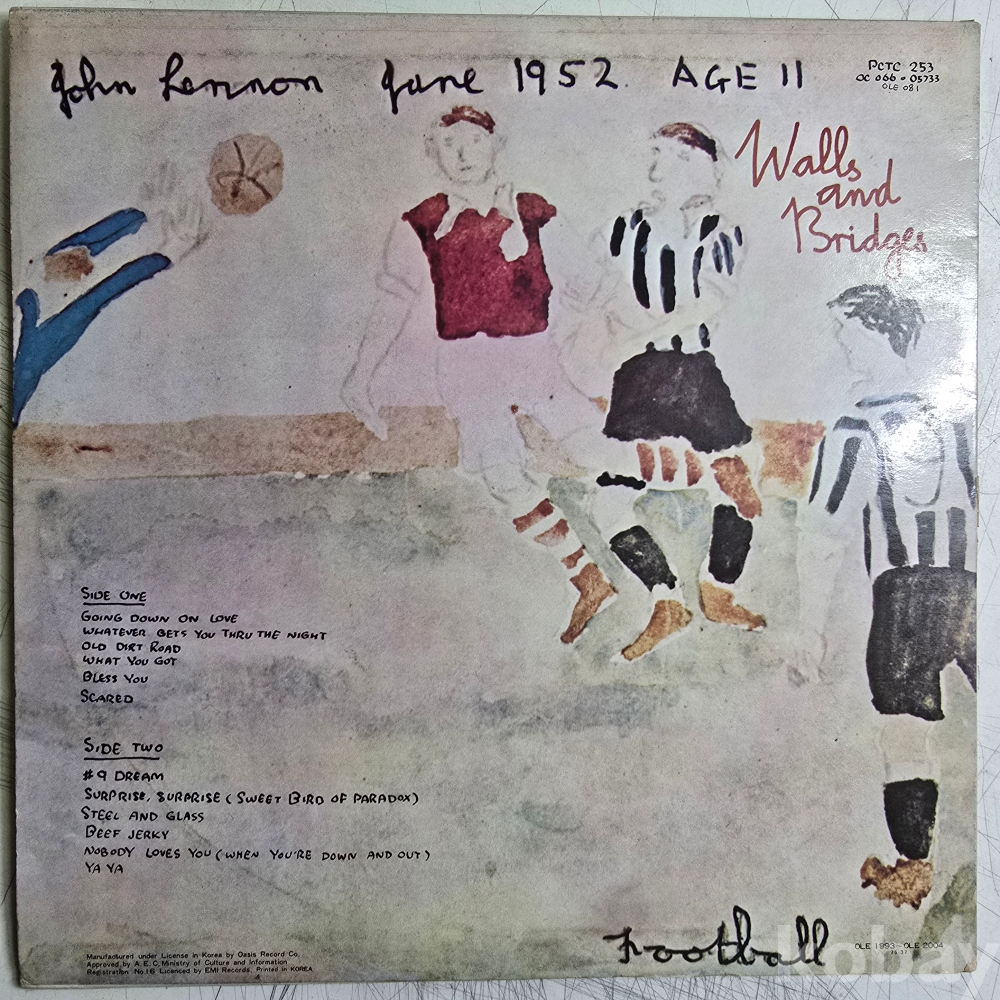 John Lennon June 1952. AGE 11
PCTC 253
OC 066 • 05733
OLE 081
Walls
and
Bridges
SIDE ONE
GOING DOWN ON LOVE
WHATEVER GETS YOU THRU THE NIGHT
OLD DIRT ROAD
WHAT YOU GOT
BLESS YOU
SCARED
SIDE TWO
#9 DREAM
SURPRISE, SURPRISE (SWEET BIRD OF PARADOX)
STEEL AND GLASS
BEEF JERKY
NOBODY LOVES YOU (WHEN YOU'RE DOWN AND OUT)
YA YA
Football
OLE 1993~OLE 2004
Manufactured under License in Korea by Oasis Record Co.
Approved by A.E.C. Ministry of Culture and Information
Registration No.16 Licenced by EMI Records, Printed in KOREA